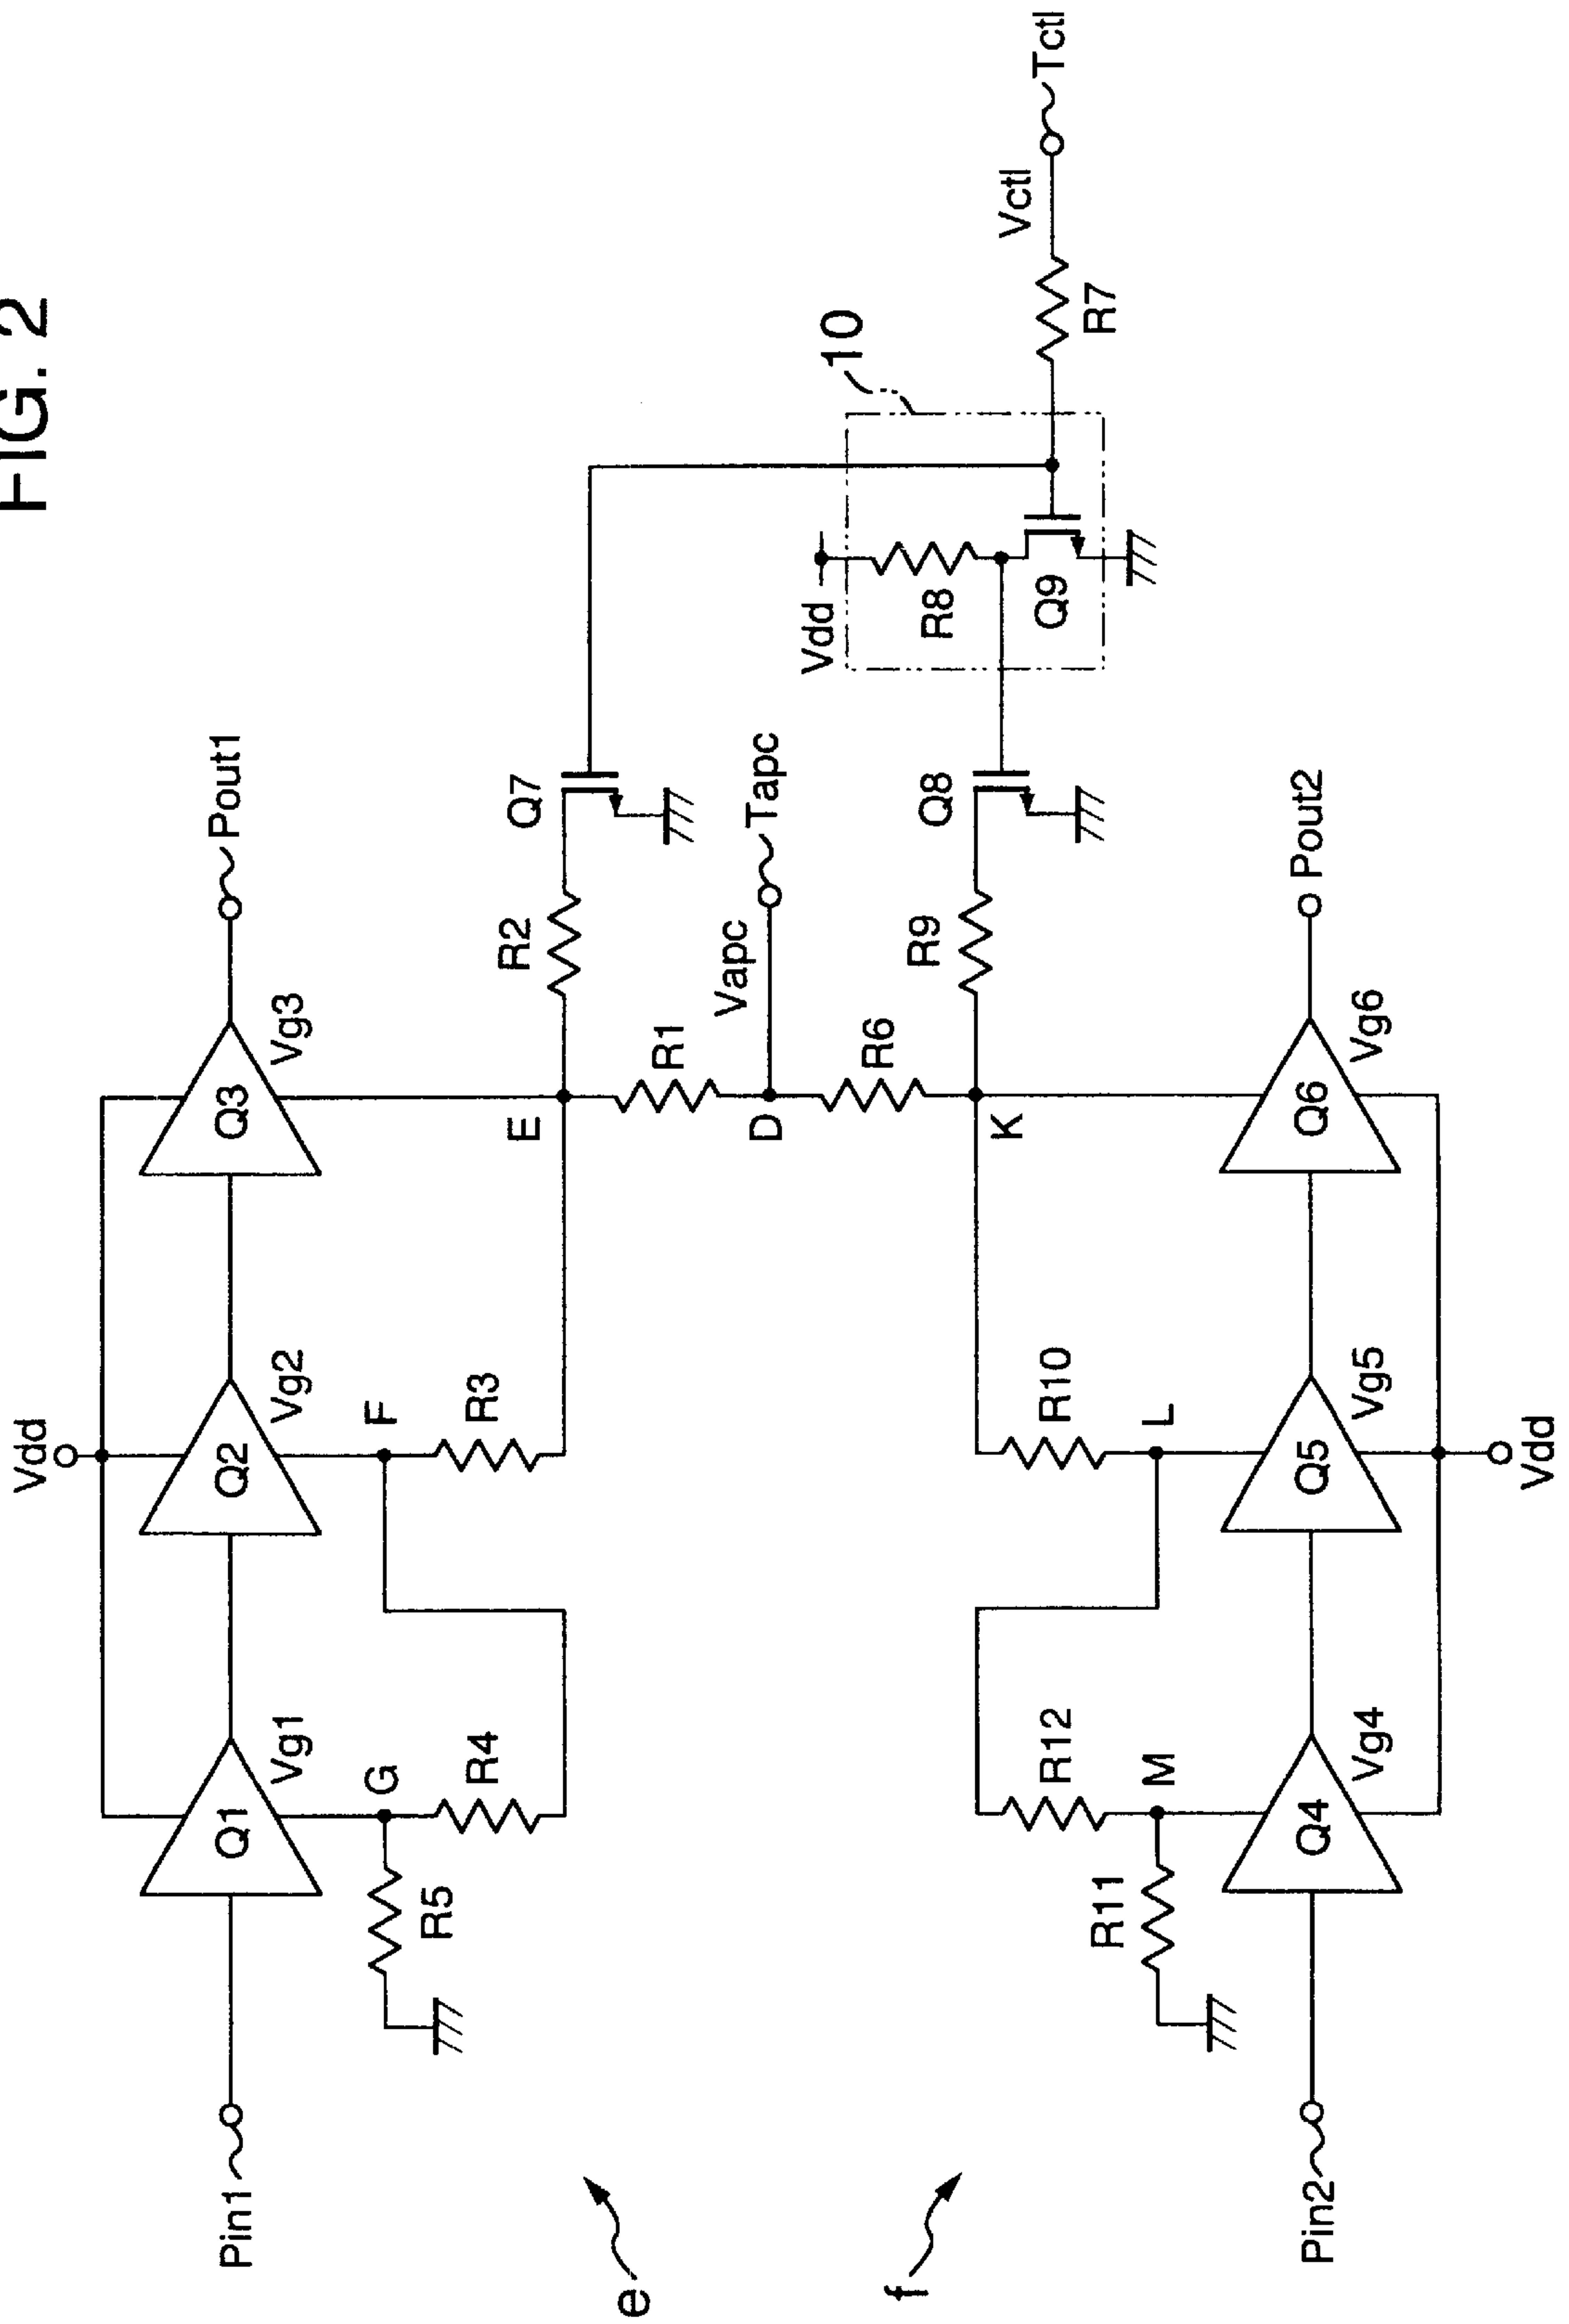 FIG. 2
Vdd
Pin1
Q1
Vg1
Q2
Vg2
Q3
Vg3
Pout1
G
R5
R4
F
R3
E
R2
Q7
R1
Vapc
Tapc
D
R6
K
R9
Q8
Vdd
R8
Q9
10
Vctl
Tctl
R7
e
f
R11
M
R12
L
R10
Pin2
Q4
Vg4
Q5
Vg5
Q6
Vg6
Pout2
Vdd